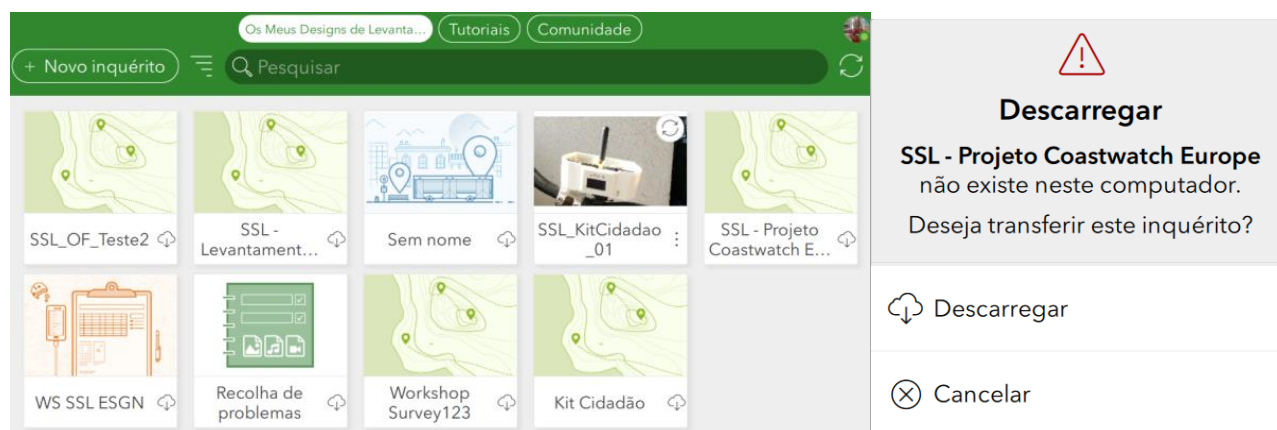 Os Meus Designs de Levanta...
Tutoriais
Comunidade
+ Novo inquérito
Pesquisar
SSL_OF_Teste2
SSL -
Levantament...
Sem nome
SSL_KitCidadao
_01
SSL - Projeto
Coastwatch E...
WS SSL ESGN
Recolha de
problemas
Workshop
Survey123
Kit Cidadão
Descarregar
SSL - Projeto Coastwatch Europe
não existe neste computador.
Deseja transferir este inquérito?
Descarregar
Cancelar